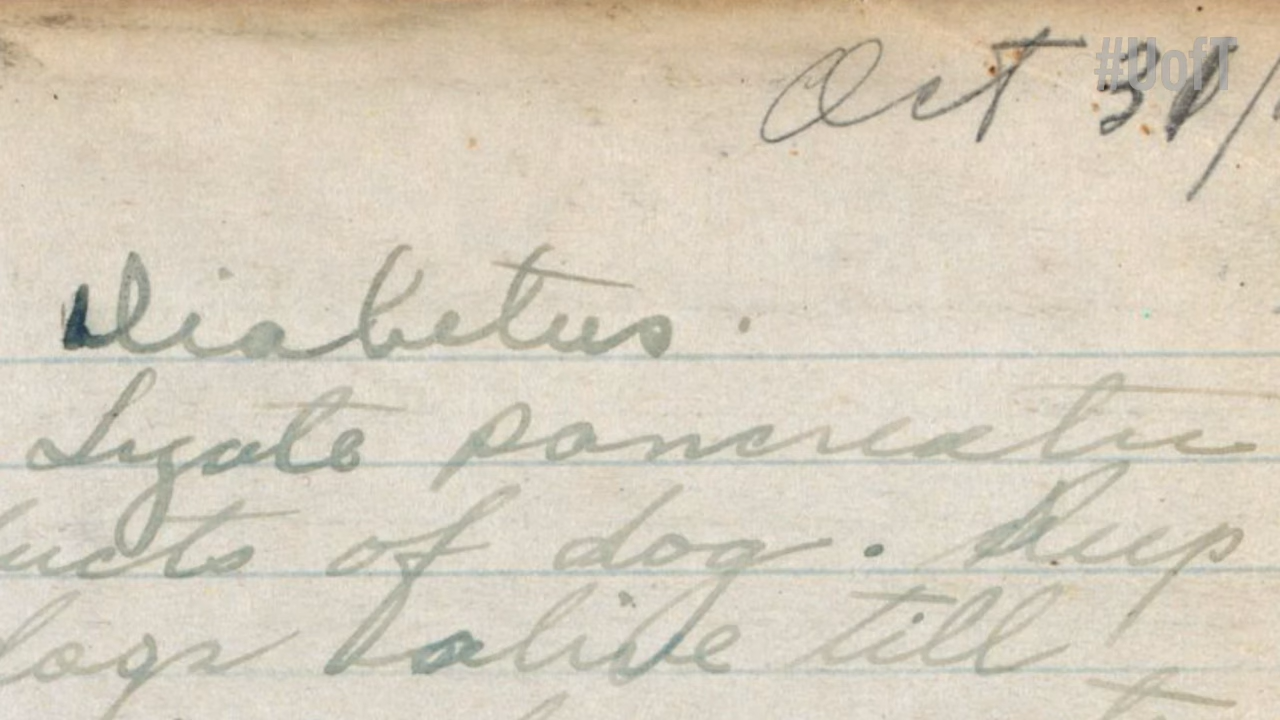 #UofT
Oct 31/
Diabetus.
Ligate pancreatic
ducts of dog. Keep
dogs alive till